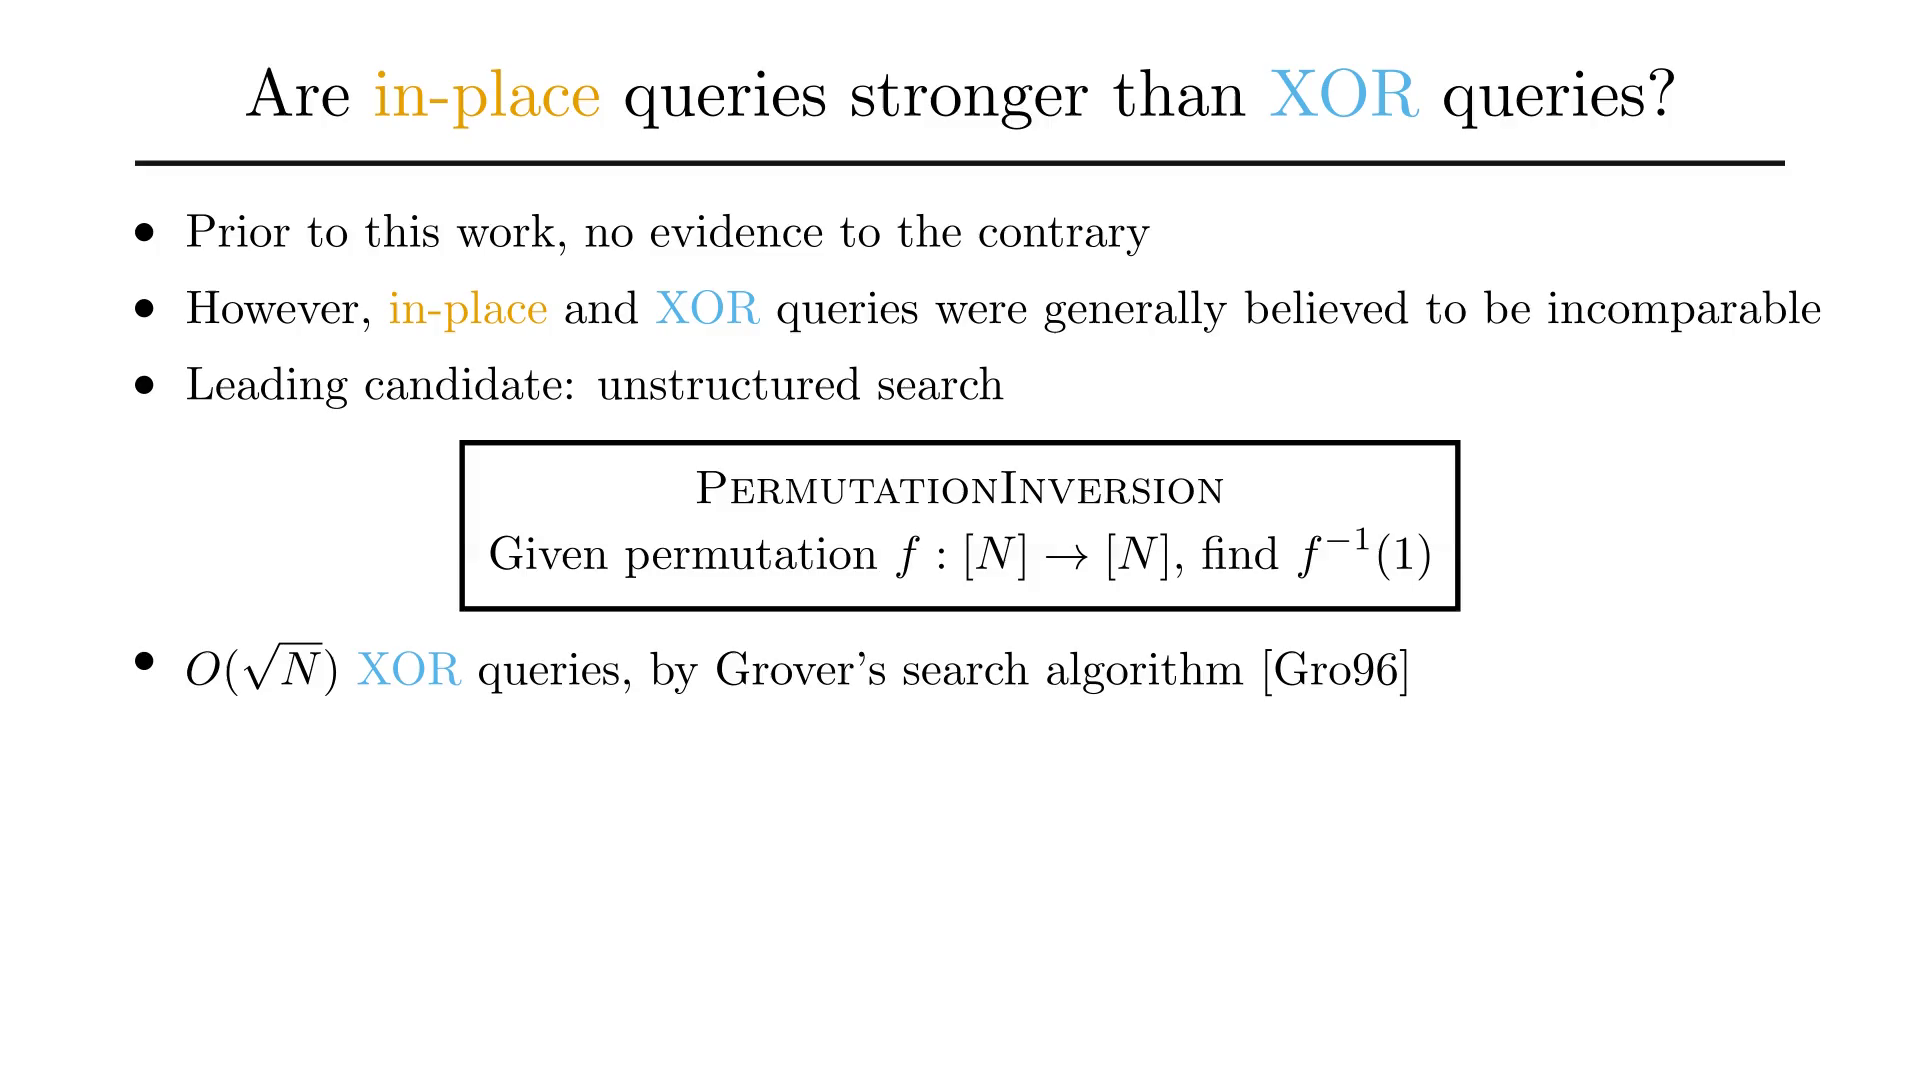 Are in-place queries stronger than XOR queries?
• Prior to this work, no evidence to the contrary
• However, in-place and XOR queries were generally believed to be incomparable
• Leading candidate: unstructured search
PERMUTATIONINVERSION
Given permutation f : [N] → [N], find f⁻¹(1)
• O(√N) XOR queries, by Grover's search algorithm [Gro96]